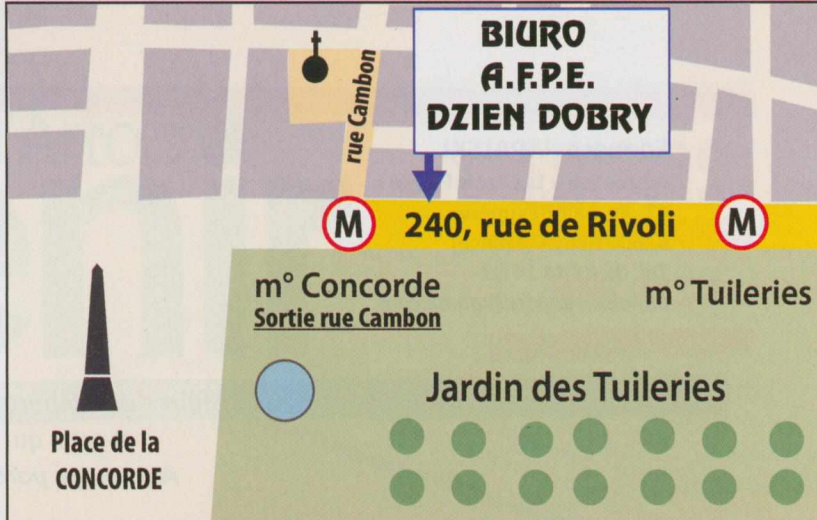 BIURO
A.F.P.E.
DZIEN DOBRY
rue Cambon
M
240, rue de Rivoli
M
m° Concorde
Sortie rue Cambon
m° Tuileries
Jardin des Tuileries
Place de la
CONCORDE